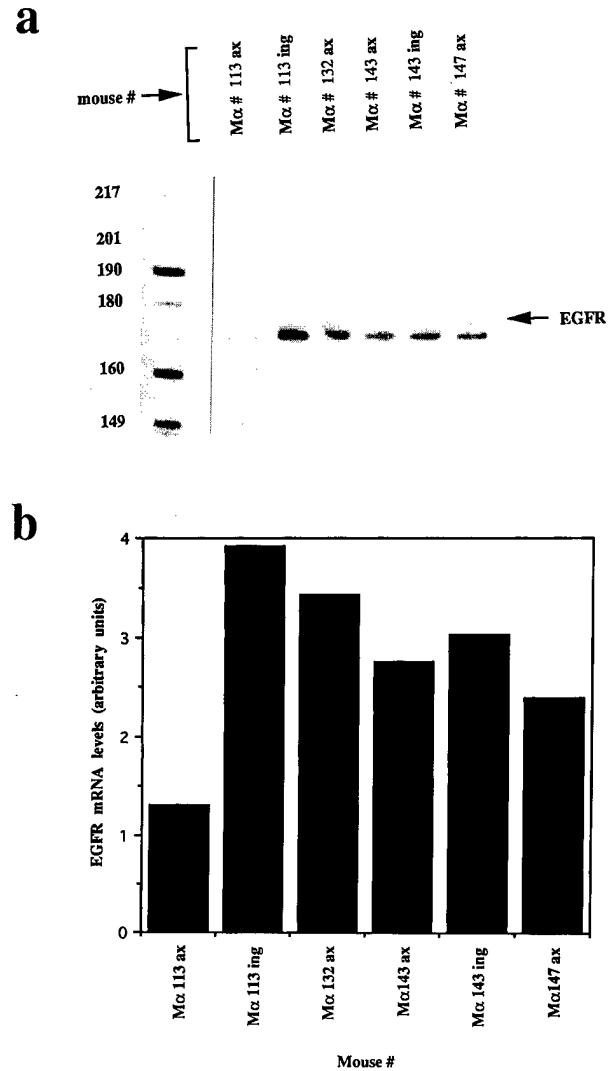 a
mouse #
Mα # 113 ax
Mα # 113 ing
Mα # 132 ax
Mα # 143 ax
Mα # 143 ing
Mα # 147 ax
217
201
190
180
160
149
EGFR
b
EGFR mRNA levels (arbitrary units)
4
3
2
1
0
Mα 113 ax
Mα 113 ing
Mα 132 ax
Mα143 ax
Mα 143 ing
Mα147 ax
Mouse #